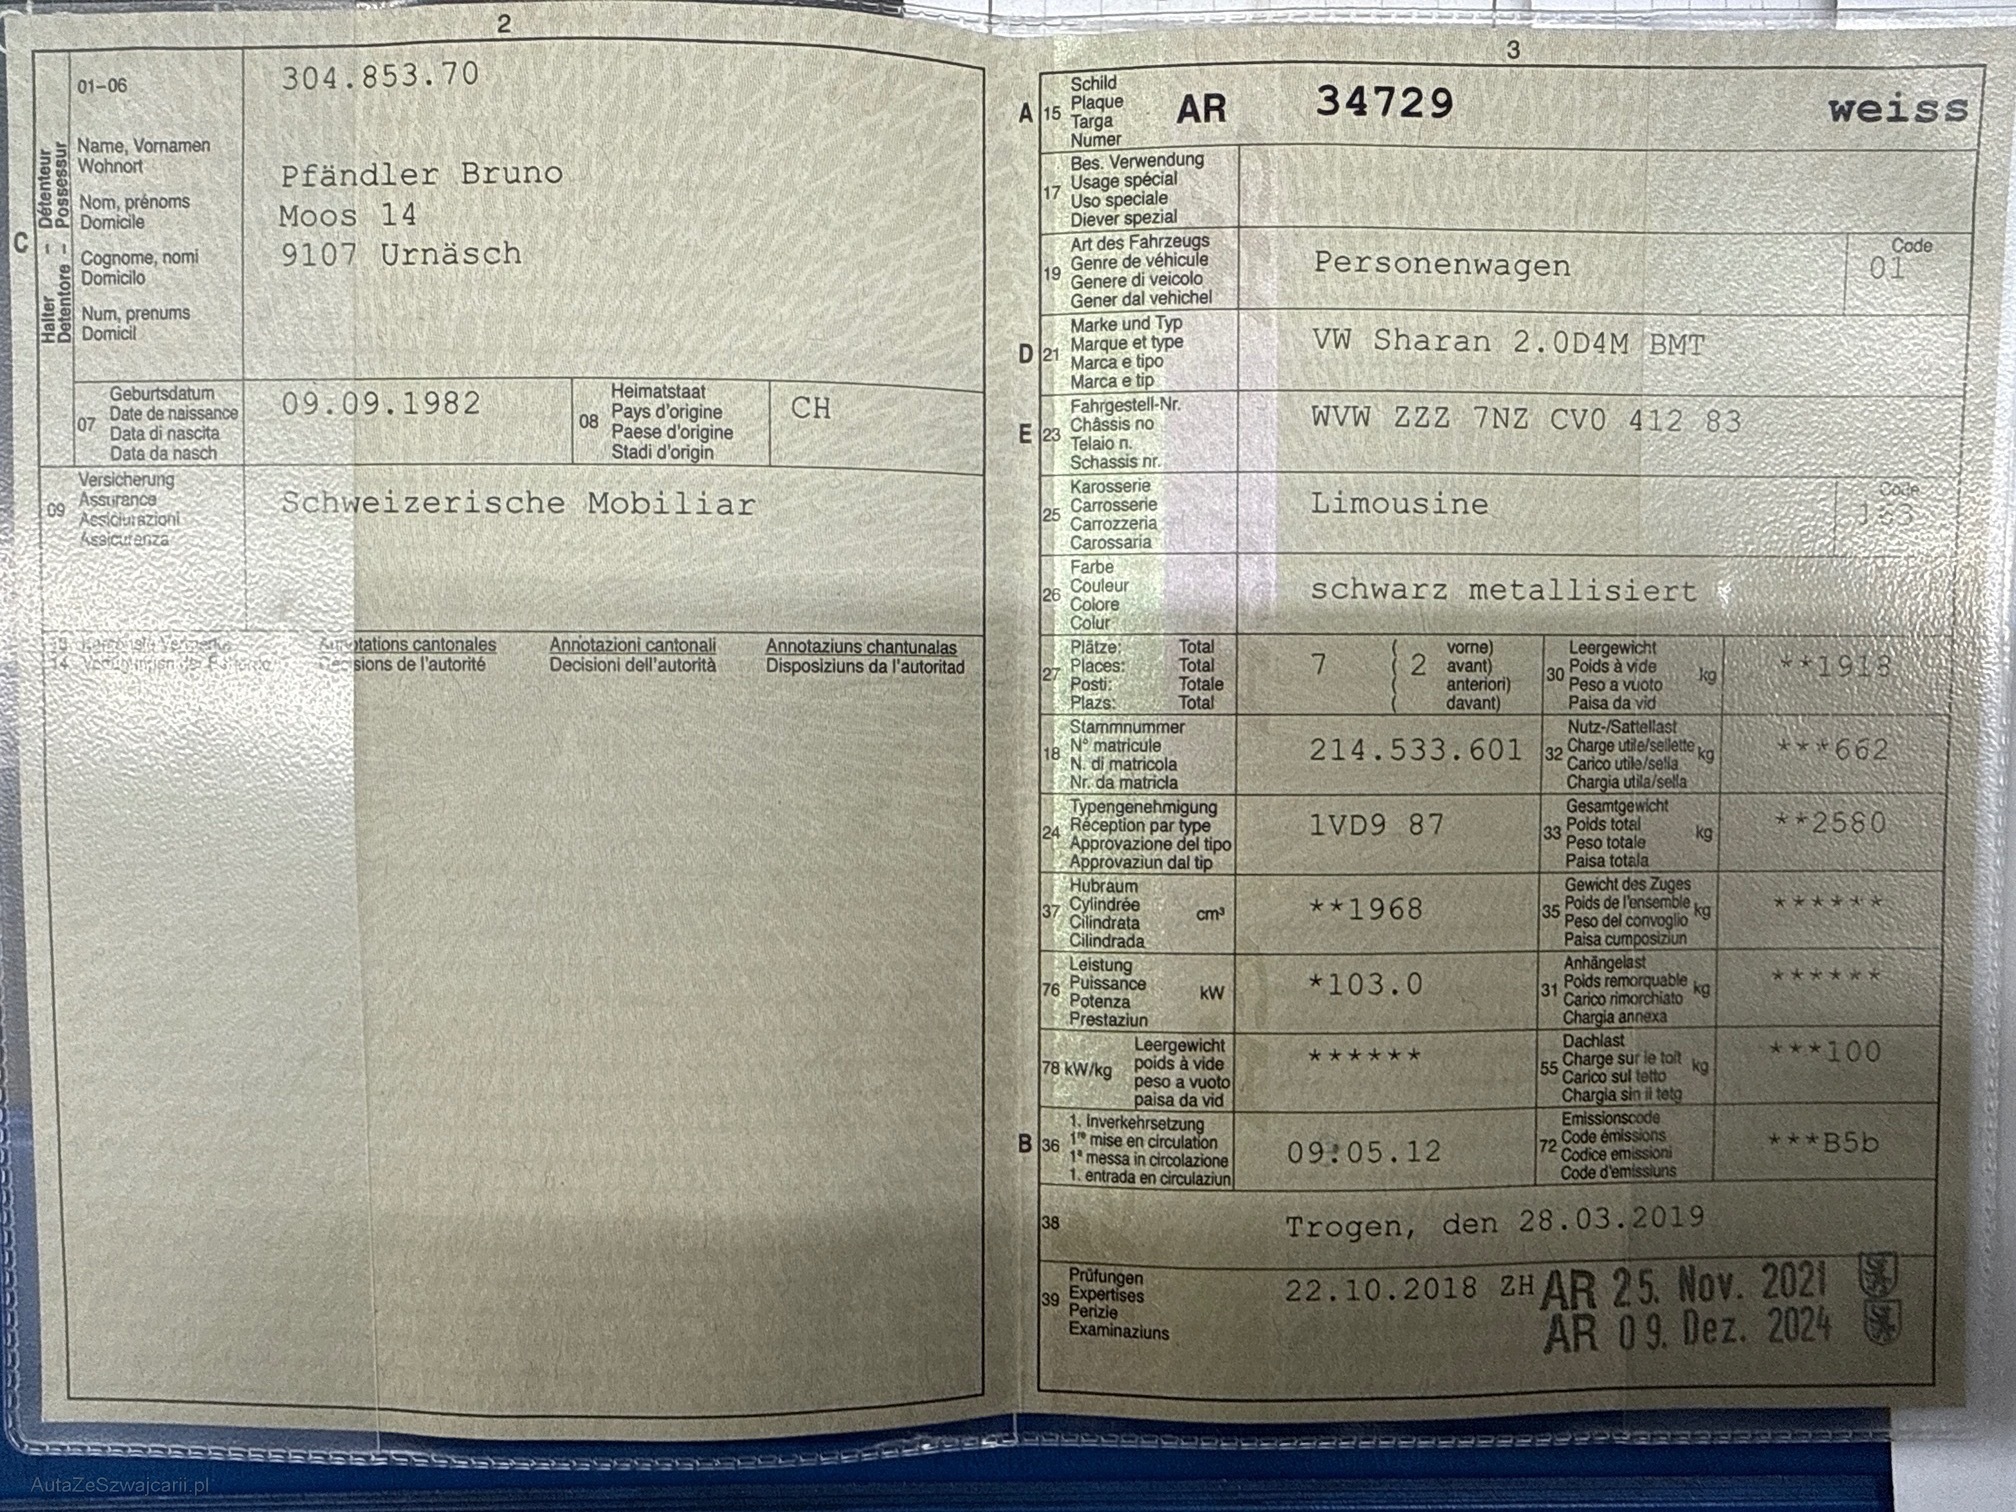 2
01-06
304.853.70
Halter - Détenteur
Detentore - Possessur
C
Name, Vornamen
Wohnort
Nom, prénoms
Domicile
Cognome, nomi
Domicilo
Num, prenums
Domicil
Pfändler Bruno
Moos 14
9107 Urnäsch
07
Geburtsdatum
Date de naissance
Data di nascita
Data da nasch
09.09.1982
08
Heimatstaat
Pays d'origine
Paese d'origine
Stadi d'origin
CH
09
Versicherung
Assurance
Assicurazioni
Assicuranza
Schweizerische Mobiliar
Annotations cantonales
Décisions de l'autorité
Annotazioni cantonali
Decisioni dell'autorità
Annotaziuns chantunalas
Disposiziuns da l'autoritad
3
A 15
Schild
Plaque
Targa
Numer
AR 34729 weiss
17
Bes. Verwendung
Usage spécial
Uso speciale
Diever spezial
19
Art des Fahrzeugs
Genre de véhicule
Genere di veicolo
Gener dal vehichel
Personenwagen
Code
01
D 21
Marke und Typ
Marque et type
Marca e tipo
Marca e tip
VW Sharan 2.0D4M BMT
E 23
Fahrgestell-Nr.
Châssis no
Telaio n.
Schassis nr.
WVW ZZZ 7NZ CV0 412 83
25
Karosserie
Carrosserie
Carrozzeria
Carossaria
Limousine
Code
26
Farbe
Couleur
Colore
Colur
schwarz metallisiert
27
Plätze: Total
Places: Total
Posti: Totale
Plazs: Total
7
( 2 vorne)
( avant)
( anteriori)
( davant)
30
Leergewicht
Poids à vide
Peso a vuoto
Paisa da vid
kg
**1918
18
Stammnummer
N° matricule
N. di matricola
Nr. da matricla
214.533.601
32
Nutz-/Sattellast
Charge utile/sellette
Carico utile/sella
Chargia utila/sella
kg
***662
24
Typengenehmigung
Réception par type
Approvazione del tipo
Approvaziun dal tip
1VD9 87
33
Gesamtgewicht
Poids total
Peso totale
Paisa totala
kg
**2580
37
Hubraum
Cylindrée
Cilindrata
Cilindrada
cm³
**1968
35
Gewicht des Zuges
Poids de l'ensemble
Peso del convoglio
Paisa cumposiziun
kg
******
76
Leistung
Puissance
Potenza
Prestaziun
kW
*103.0
31
Anhängelast
Poids remorquable
Carico rimorchiato
Chargia annexa
kg
******
78 kW/kg
Leergewicht
poids à vide
peso a vuoto
paisa da vid
******
55
Dachlast
Charge sur le toit
Carico sul tetto
Chargia sin il tetg
kg
***100
B 36
1. Inverkehrsetzung
1re mise en circulation
1a messa in circolazione
1. entrada en circulaziun
09.05.12
72
Emissionscode
Code émissions
Codice emissioni
Code d'emissiuns
***B5b
38
Trogen, den 28.03.2019
39
Prüfungen
Expertises
Perizie
Examinaziuns
22.10.2018 ZH
AR 25. Nov. 2021
AR 09. Dez. 2024
AutaZeSzwajcarii.pl